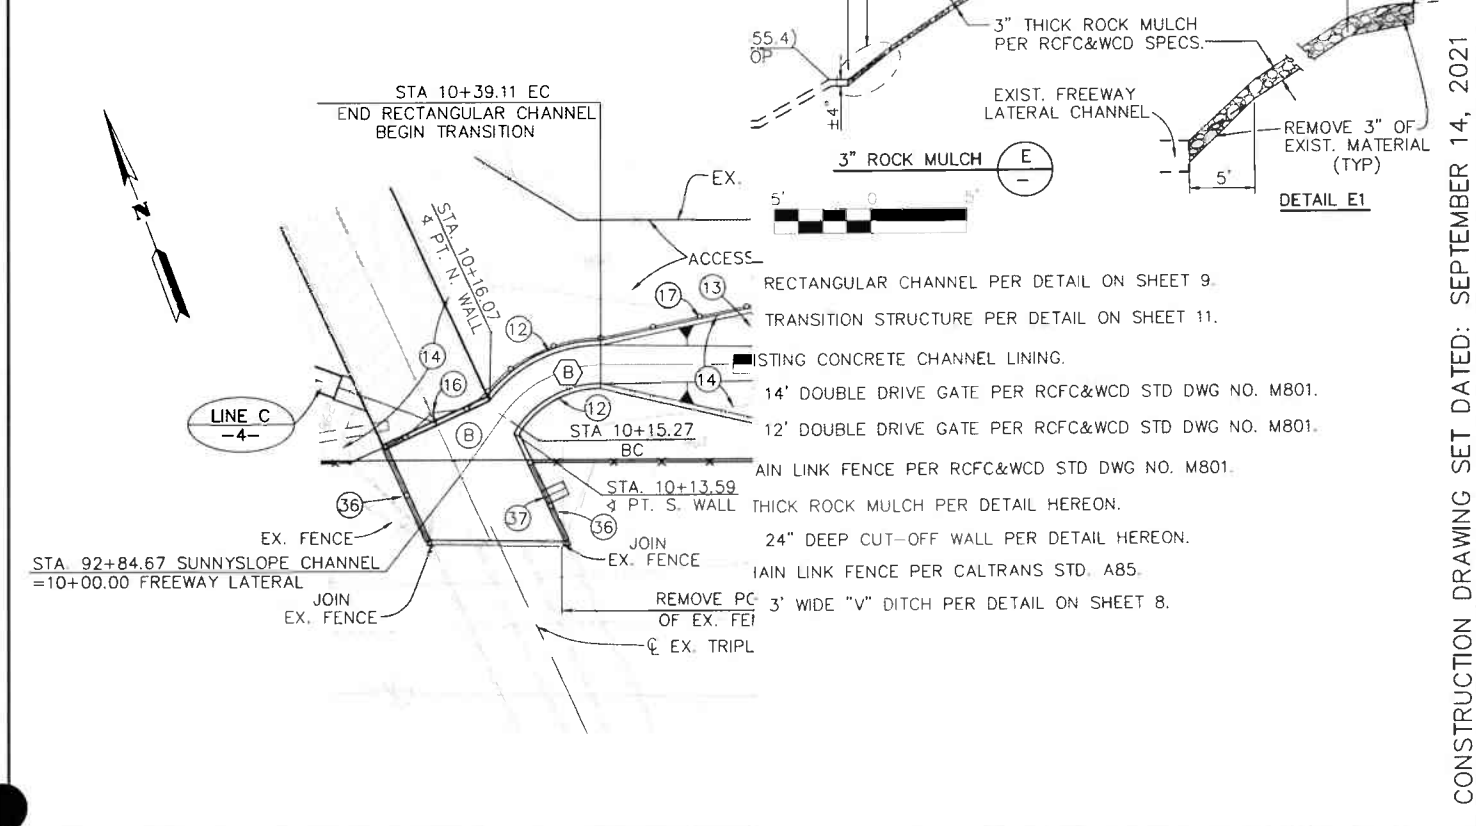 STA 10+39.11 EC
END RECTANGULAR CHANNEL
BEGIN TRANSITION
N
STA. 10+16.07
∢ PT. N. WALL
EX.
ACCESS
17
13
12
14
16
B
14
12
LINE C
-4-
B
STA 10+15.27
BC
STA. 10+13.59
∢ PT. S. WALL
36
37
36
EX. FENCE
JOIN
EX. FENCE
STA. 92+84.67 SUNNYSLOPE CHANNEL
=10+00.00 FREEWAY LATERAL
JOIN
EX. FENCE
REMOVE PO
OF EX. FEN
℄ EX. TRIPL
55.4)
OP
±4"
3" THICK ROCK MULCH
PER RCFC&WCD SPECS.
EXIST. FREEWAY
LATERAL CHANNEL
REMOVE 3" OF
EXIST. MATERIAL
(TYP)
5'
DETAIL E1
3" ROCK MULCH
E
-
5'
0
5'
RECTANGULAR CHANNEL PER DETAIL ON SHEET 9.
TRANSITION STRUCTURE PER DETAIL ON SHEET 11.
ISTING CONCRETE CHANNEL LINING.
14' DOUBLE DRIVE GATE PER RCFC&WCD STD DWG NO. M801.
12' DOUBLE DRIVE GATE PER RCFC&WCD STD DWG NO. M801.
AIN LINK FENCE PER RCFC&WCD STD DWG NO. M801.
THICK ROCK MULCH PER DETAIL HEREON.
24" DEEP CUT-OFF WALL PER DETAIL HEREON.
IAIN LINK FENCE PER CALTRANS STD. A85.
3' WIDE "V" DITCH PER DETAIL ON SHEET 8.
CONSTRUCTION DRAWING SET DATED: SEPTEMBER 14, 2021